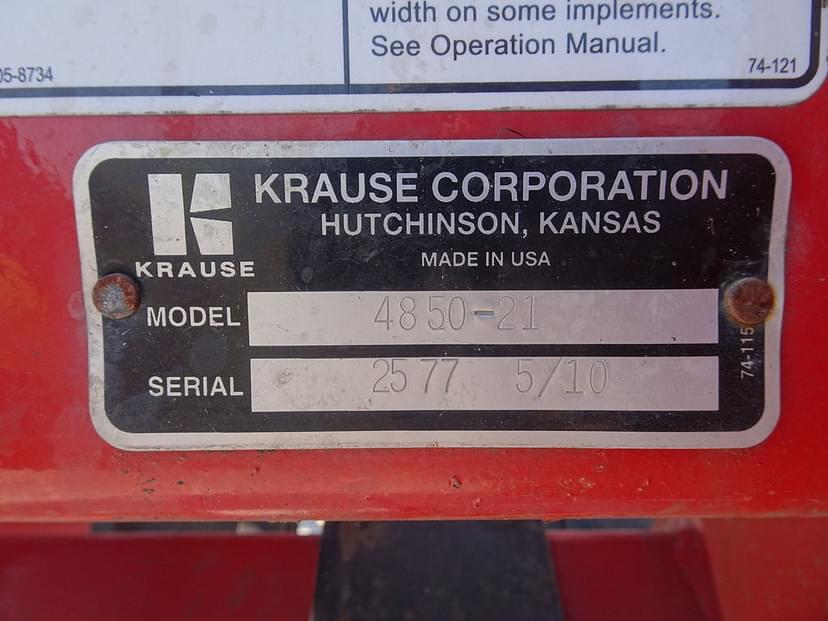 width on some implements.
See Operation Manual.
05-8734
74-121
KRAUSE CORPORATION
HUTCHINSON, KANSAS
MADE IN USA
K
KRAUSE
MODEL 4850-21
SERIAL 2577 5/10
74-115